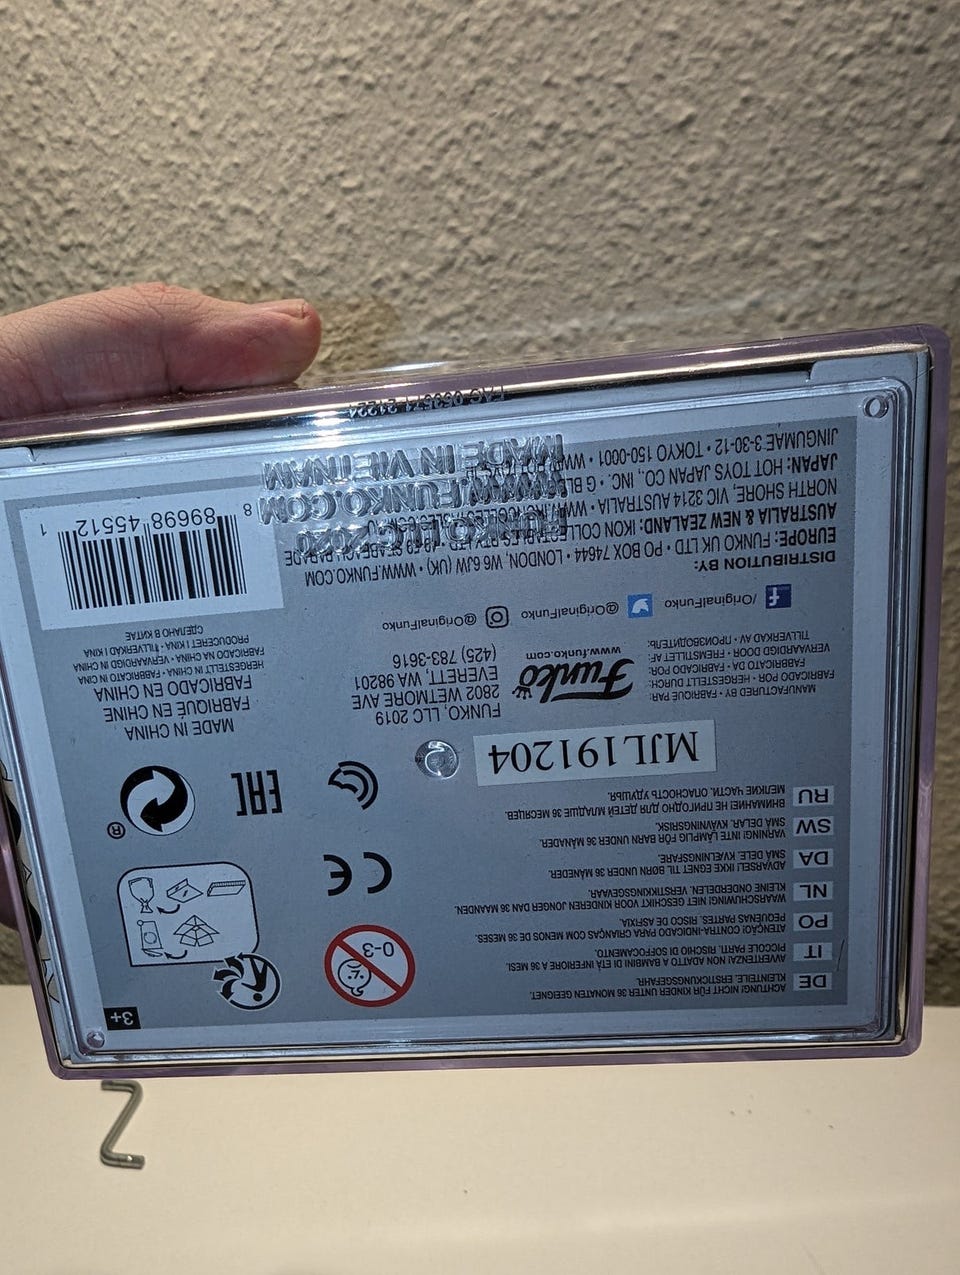 3+
DE ACHTUNG! NICHT FÜR KINDER UNTER 36 MONATEN GEEIGNET.
KLEINTEILE. ERSTICKUNGSGEFAHR.
IT AVVERTENZA! NON ADATTO A BAMBINI DI ETÀ INFERIORE A 36 MESI.
PICCOLE PARTI. RISCHIO DI SOFFOCAMENTO.
PO ATENÇÃO! CONTRA-INDICADO PARA CRIANÇAS COM DE MENOS DE 36 MESES.
PEQUENAS PARTES. RISCO DE ASFIXIA.
NL WAARSCHUWING! NIET GESCHIKT VOOR KINDEREN JONGER DAN 36 MAANDEN.
KLEINE ONDERDELEN. VERSTIKKINGSGEVAAR.
DA ADVARSEL! IKKE EGNET TIL BØRN UNDER 36 MÅNDER.
SMÅ DELE. KVÆLNINGSFARE.
SW VARNING! INTE LÄMPLIG FÖR BARN UNDER 36 MÅNADER.
SMÅ DELAR. KVÄVNINGSRISK.
RU ВНИМАНИЕ! НЕ ПРИГОДНО ДЛЯ ДЕТЕЙ МЛАДШЕ 36 МЕСЯЦЕВ.
МЕЛКИЕ ЧАСТИ. ОПАСНОСТЬ УДУШЬЯ.
0-3
CE
EAC
®
MJL191204
MANUFACTURED BY • FABRIQUÉ PAR:
FABRICADO POR • HERGESTELLT DURCH:
FABBRICATO DA • FABRICADO POR:
VERVAARDIGD DOOR • FREMSTILLET AF:
TILLVERKAD AV • ПРОИЗВОДИТЕЛЬ:
Funko
www.funko.com
FUNKO, LLC 2019
2802 WETMORE AVE
EVERETT, WA 98201
(425) 783-3616
MADE IN CHINA
FABRIQUÉ EN CHINE
FABRICADO EN CHINA
HERGESTELLT IN CHINA • FABBRICATO IN CINA
FABRICADO NA CHINA • VERVAARDIGD IN CHINA
PRODUCERET I KINA • TILLVERKAD I KINA
СДЕЛАНО В КИТАЕ
/OriginalFunko @OriginalFunko @OriginalFunko
DISTRIBUTION BY:
EUROPE: FUNKO UK LTD • PO BOX 74644 • LONDON, W6 6JW (UK) • WWW.FUNKO.COM
AUSTRALIA & NEW ZEALAND: IKON COLLECTABLES PTY LTD PARADE
NORTH SHORE, VIC 3214 AUSTRALIA •
JAPAN: HOT TOYS JAPAN CO., INC. •
JINGUMAE 3-30-12 • TOKYO 150-0001 •
FUNKO, LLC 2020
WWW.FUNKO.COM
MADE IN VIETNAM
8 89698 45512 1